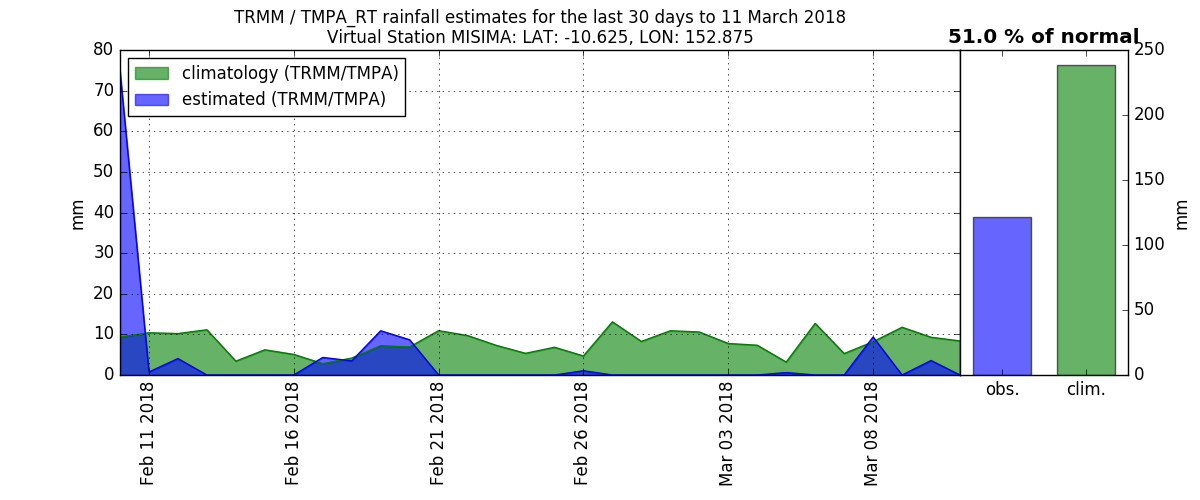 TRMM / TMPA_RT rainfall estimates for the last 30 days to 11 March 2018
Virtual Station MISIMA: LAT: -10.625, LON: 152.875
51.0 % of normal
climatology (TRMM/TMPA)
estimated (TRMM/TMPA)
80
70
60
50
40
30
20
10
0
mm
Feb 11 2018
Feb 16 2018
Feb 21 2018
Feb 26 2018
Mar 03 2018
Mar 08 2018
250
200
150
100
50
0
mm
obs.
clim.